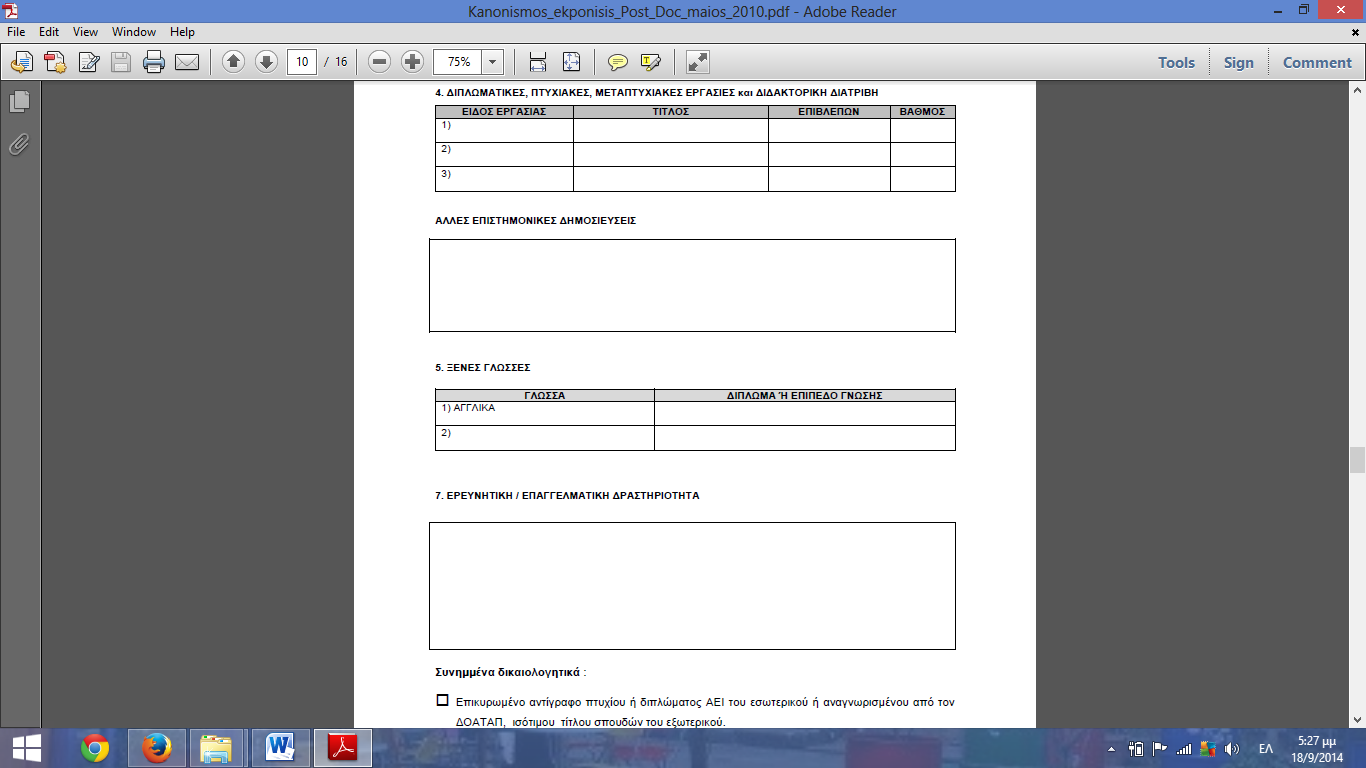 Kanonismos_ekponisis_Post_Doc_maios_2010.pdf - Adobe Reader
File Edit View Window Help
10 / 16 75% Tools Sign Comment
4. ΔΙΠΛΩΜΑΤΙΚΕΣ, ΠΤΥΧΙΑΚΕΣ, ΜΕΤΑΠΤΥΧΙΑΚΕΣ ΕΡΓΑΣΙΕΣ και ΔΙΔΑΚΤΟΡΙΚΗ ΔΙΑΤΡΙΒΗ
ΕΙΔΟΣ ΕΡΓΑΣΙΑΣ ΤΙΤΛΟΣ ΕΠΙΒΛΕΠΩΝ ΒΑΘΜΟΣ
1)
2)
3)
ΑΛΛΕΣ ΕΠΙΣΤΗΜΟΝΙΚΕΣ ΔΗΜΟΣΙΕΥΣΕΙΣ
5. ΞΕΝΕΣ ΓΛΩΣΣΕΣ
ΓΛΩΣΣΑ ΔΙΠΛΩΜΑ Ή ΕΠΙΠΕΔΟ ΓΝΩΣΗΣ
1) ΑΓΓΛΙΚΑ
2)
7. ΕΡΕΥΝΗΤΙΚΗ / ΕΠΑΓΓΕΛΜΑΤΙΚΗ ΔΡΑΣΤΗΡΙΟΤΗΤΑ
Συνημμένα δικαιολογητικά :
Επικυρωμένο αντίγραφο πτυχίου ή διπλώματος ΑΕΙ του εσωτερικού ή αναγνωρισμένου από τον
ΔΟΑΤΑΠ, ισότιμου τίτλου σπουδών του εξωτερικού.
ΕΛ 5:27 μμ
18/9/2014